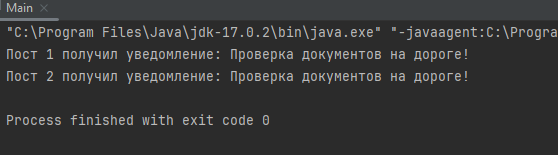 Main
"C:\Program Files\Java\jdk-17.0.2\bin\java.exe" "-javaagent:C:\Progra
Пост 1 получил уведомление: Проверка документов на дороге!
Пост 2 получил уведомление: Проверка документов на дороге!
Process finished with exit code 0